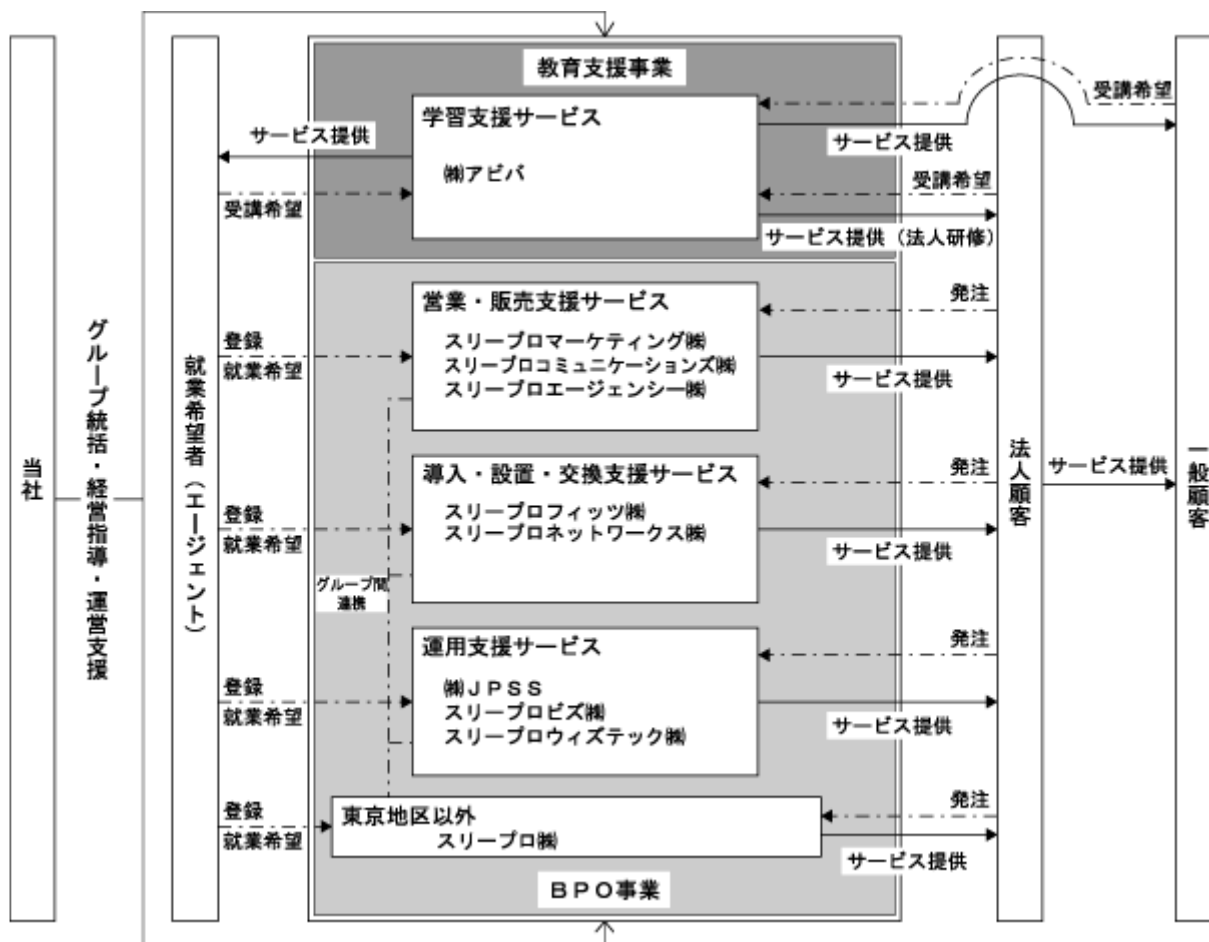 当社
グループ統括・経営指導・運営支援
就業希望者（エージェント）
教育支援事業
学習支援サービス
㈱アビバ
サービス提供
受講希望
受講希望
サービス提供
受講希望
サービス提供（法人研修）
営業・販売支援サービス
スリープロマーケティング㈱
スリープロコミュニケーションズ㈱
スリープロエージェンシー㈱
登録
就業希望
発注
サービス提供
導入・設置・交換支援サービス
スリープロフィッツ㈱
スリープロネットワークス㈱
登録
就業希望
発注
サービス提供
グループ間
連携
運用支援サービス
㈱ＪＰＳＳ
スリープロビズ㈱
スリープロウィズテック㈱
登録
就業希望
発注
サービス提供
東京地区以外
スリープロ㈱
登録
就業希望
発注
サービス提供
ＢＰＯ事業
法人顧客
サービス提供
一般顧客